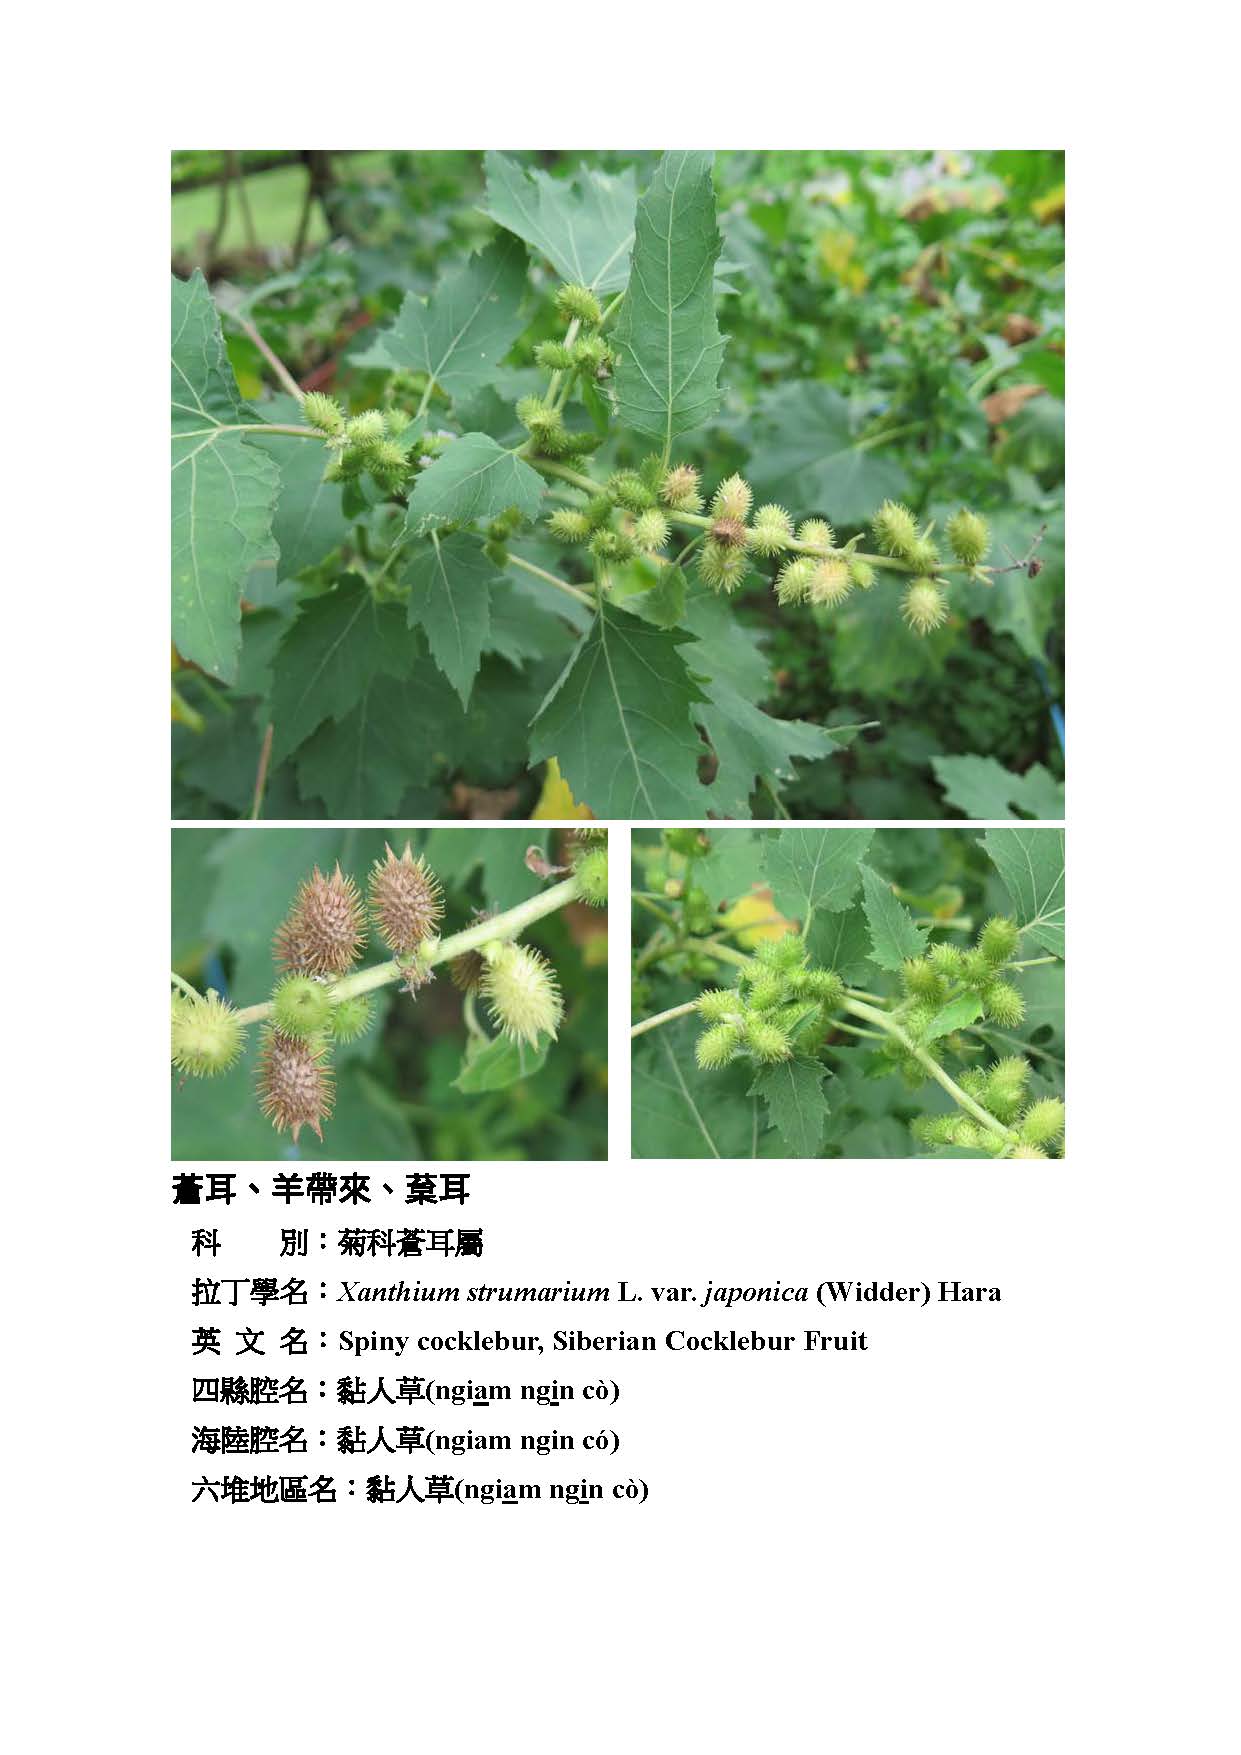 蒼耳、羊帶來、葈耳
科　　別：菊科蒼耳屬
拉丁學名：Xanthium strumarium L. var. japonica (Widder) Hara
英 文 名：Spiny cocklebur, Siberian Cocklebur Fruit
四縣腔名：黏人草(ngiam ngin cò)
海陸腔名：黏人草(ngiam ngin có)
六堆地區名：黏人草(ngiam ngin cò)